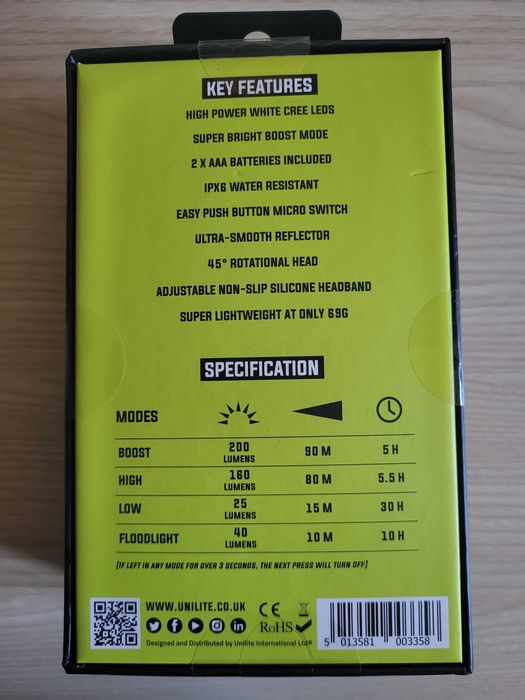 KEY FEATURES
HIGH POWER WHITE CREE LEDS
SUPER BRIGHT BOOST MODE
2 X AAA BATTERIES INCLUDED
IPX6 WATER RESISTANT
EASY PUSH BUTTON MICRO SWITCH
ULTRA-SMOOTH REFLECTOR
45° ROTATIONAL HEAD
ADJUSTABLE NON-SLIP SILICONE HEADBAND
SUPER LIGHTWEIGHT AT ONLY 69G
SPECIFICATION
MODES
BOOST 200 LUMENS 90 M 5 H
HIGH 160 LUMENS 80 M 5.5 H
LOW 25 LUMENS 15 M 30 H
FLOODLIGHT 40 LUMENS 10 M 10 H
[IF LEFT IN ANY MODE FOR OVER 3 SECONDS, THE NEXT PRESS WILL TURN OFF]
WWW.UNILITE.CO.UK CE
RoHS
Designed and Distributed by Unilite International Ltd®
5 013581 003358